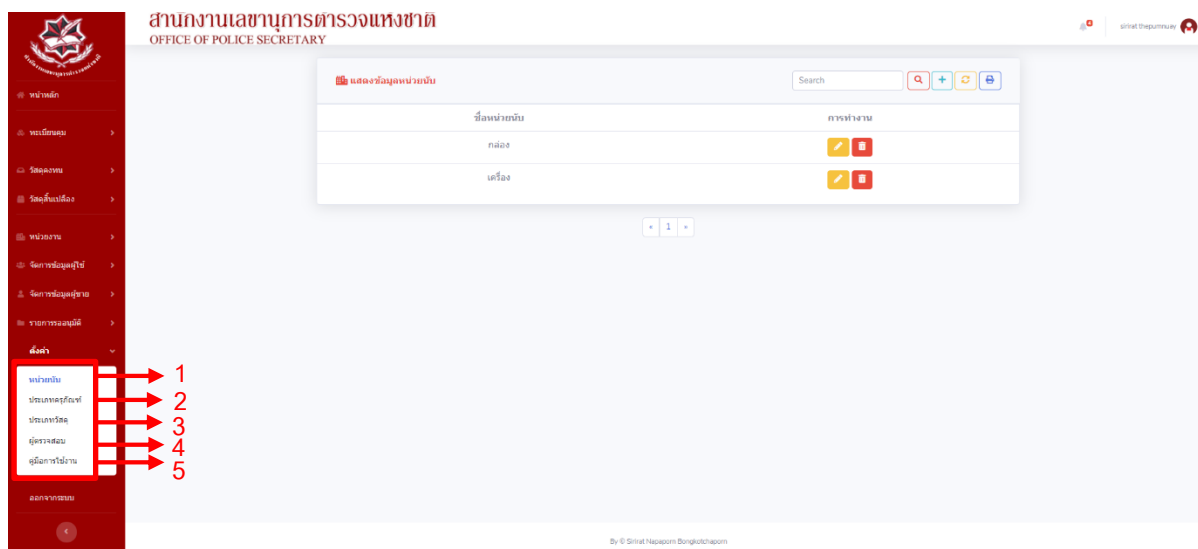 สำนักงานเลขานุการตำรวจแห่งชาติ
OFFICE OF POLICE SECRETARY
4
sirirat thepumnuay
หน้าหลัก
ทะเบียนคุม
วัสดุคงทน
วัสดุสิ้นเปลือง
หน่วยงาน
จัดการข้อมูลผู้ใช้
จัดการข้อมูลผู้ขาย
รายการรออนุมัติ
ตั้งค่า
หน่วยนับ
ประเภทครุภัณฑ์
ประเภทวัสดุ
ผู้ตรวจสอบ
คู่มือการใช้งาน
ออกจากระบบ
1
2
3
4
5
แสดงข้อมูลหน่วยนับ
Search
ชื่อหน่วยนับ การทำงาน
กล่อง
เครื่อง
« 1 »
By © Sirirat Napaporn Bongkotchaporn